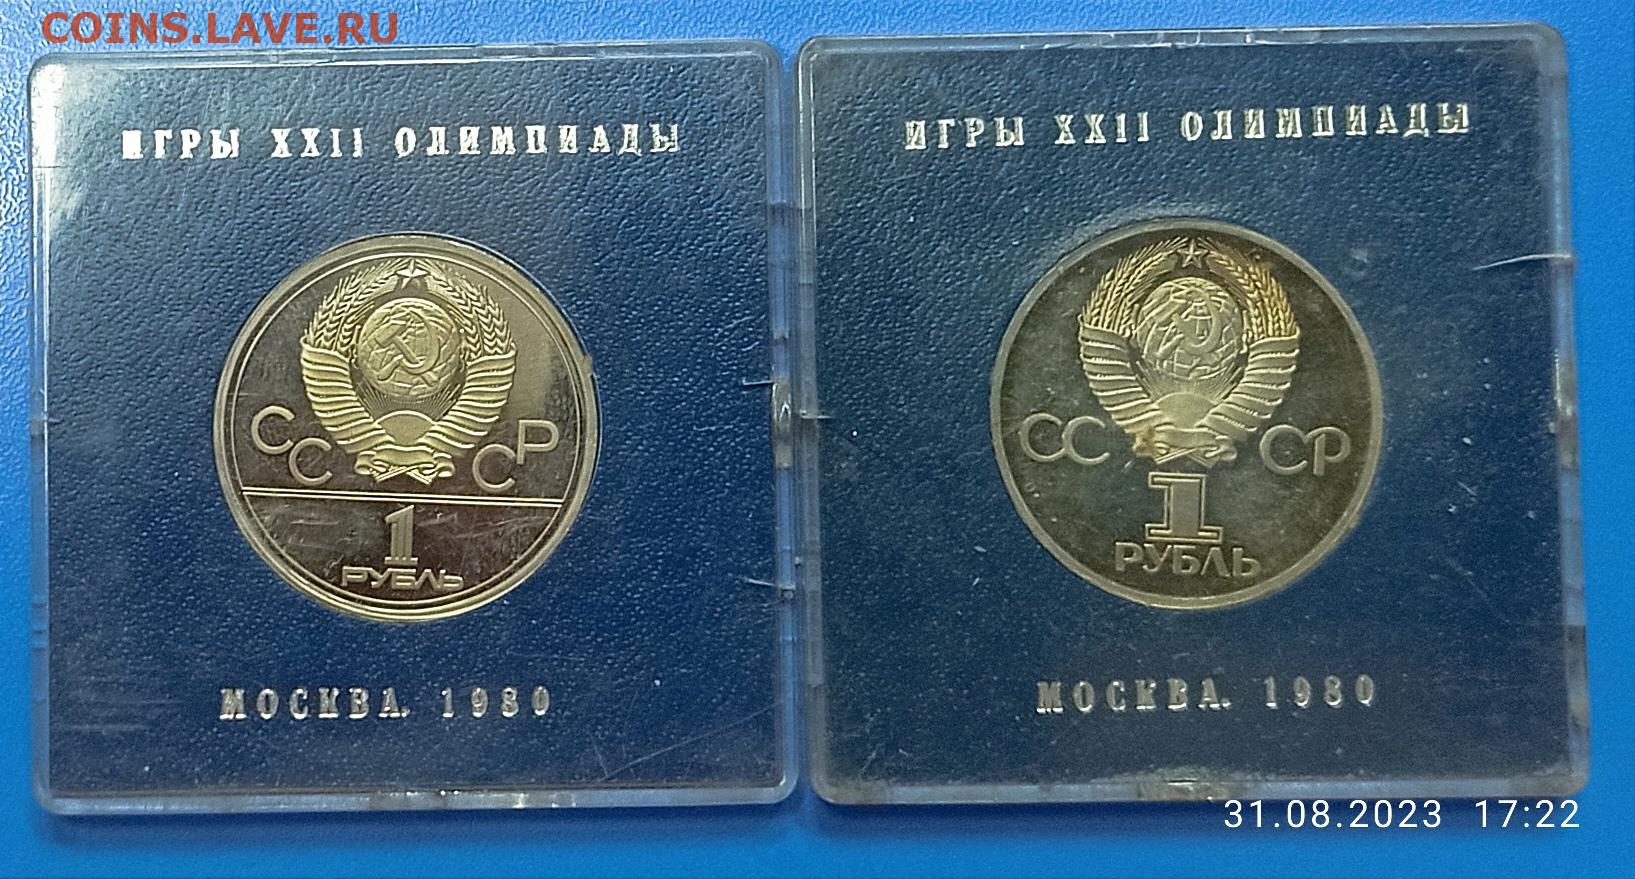 COINS.LAVE.RU
ИГРЫ XXII ОЛИМПИАДЫ
СССР
1
РУБЛЬ
МОСКВА. 1980
ИГРЫ XXII ОЛИМПИАДЫ
СССР
1
РУБЛЬ
МОСКВА. 1980
31.08.2023 17:22